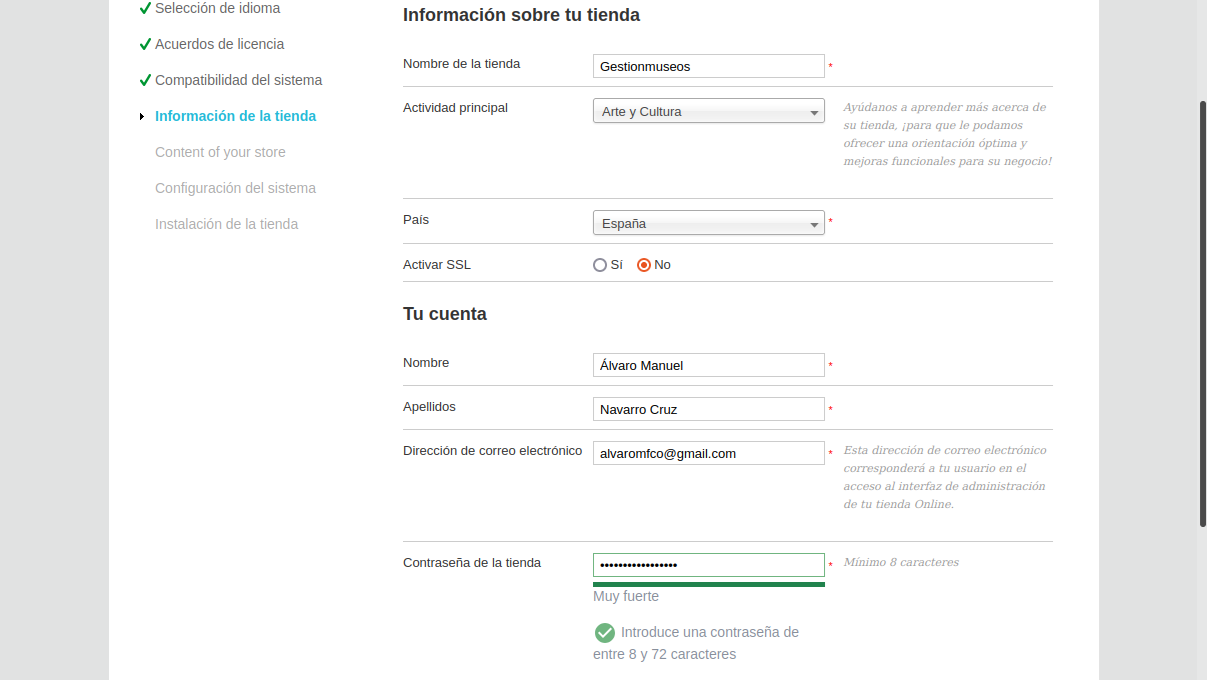 Selección de idioma
Acuerdos de licencia
Compatibilidad del sistema
Información de la tienda
Content of your store
Configuración del sistema
Instalación de la tienda
Información sobre tu tienda
Nombre de la tienda Gestionmuseos *
Actividad principal Arte y Cultura
Ayúdanos a aprender más acerca de
su tienda, ¡para que le podamos
ofrecer una orientación óptima y
mejoras funcionales para su negocio!
País España *
Activar SSL Sí No
Tu cuenta
Nombre Álvaro Manuel *
Apellidos Navarro Cruz *
Dirección de correo electrónico alvaromfco@gmail.com *
Esta dirección de correo electrónico
corresponderá a tu usuario en el
acceso al interfaz de administración
de tu tienda Online.
Contraseña de la tienda ••••••••••••••••• * Mínimo 8 caracteres
Muy fuerte
Introduce una contraseña de
entre 8 y 72 caracteres